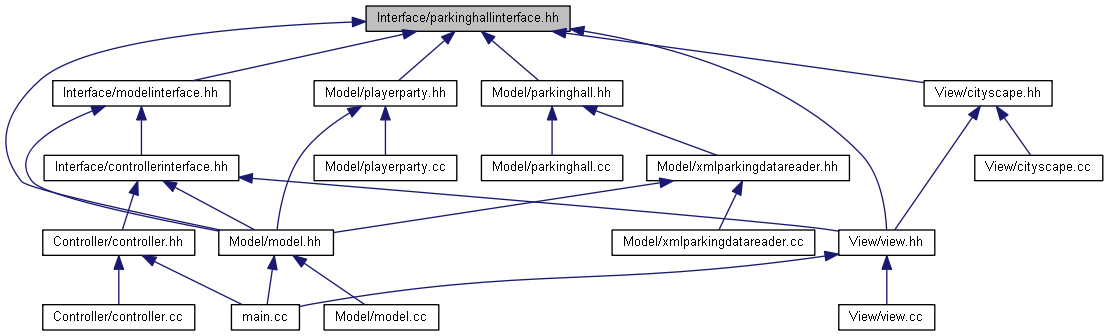 Interface/parkinghallinterface.hh
Interface/modelinterface.hh
Model/playerparty.hh
Model/parkinghall.hh
View/cityscape.hh
Interface/controllerinterface.hh
Model/playerparty.cc
Model/parkinghall.cc
Model/xmlparkingdatareader.hh
View/cityscape.cc
Controller/controller.hh
Model/model.hh
Model/xmlparkingdatareader.cc
View/view.hh
Controller/controller.cc
main.cc
Model/model.cc
View/view.cc